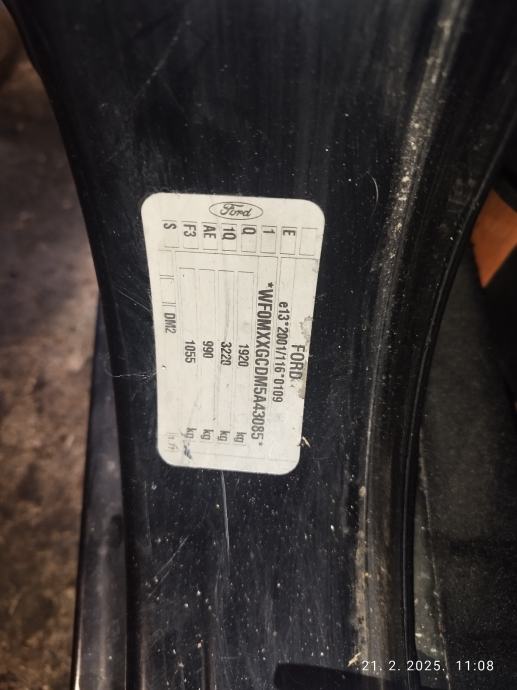 Ford
FORD
e13*2001/116*0109
*WF0MXXGCDM5A43085*
1920 kg
3220 kg
990 kg
1055 kg
DM2
E
1
Q
1Q
AE
F3
S
21. 2. 2025. 11:08